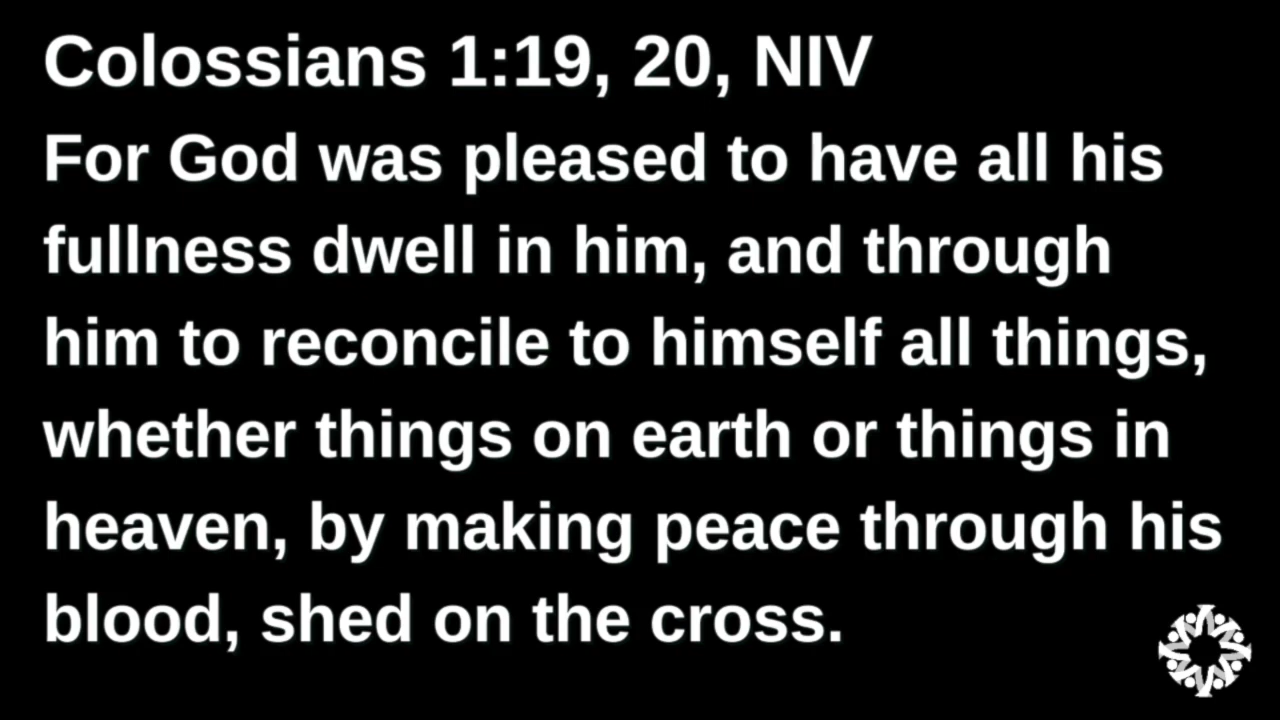 Colossians 1:19, 20, NIV
For God was pleased to have all his
fullness dwell in him, and through
him to reconcile to himself all things,
whether things on earth or things in
heaven, by making peace through his
blood, shed on the cross.